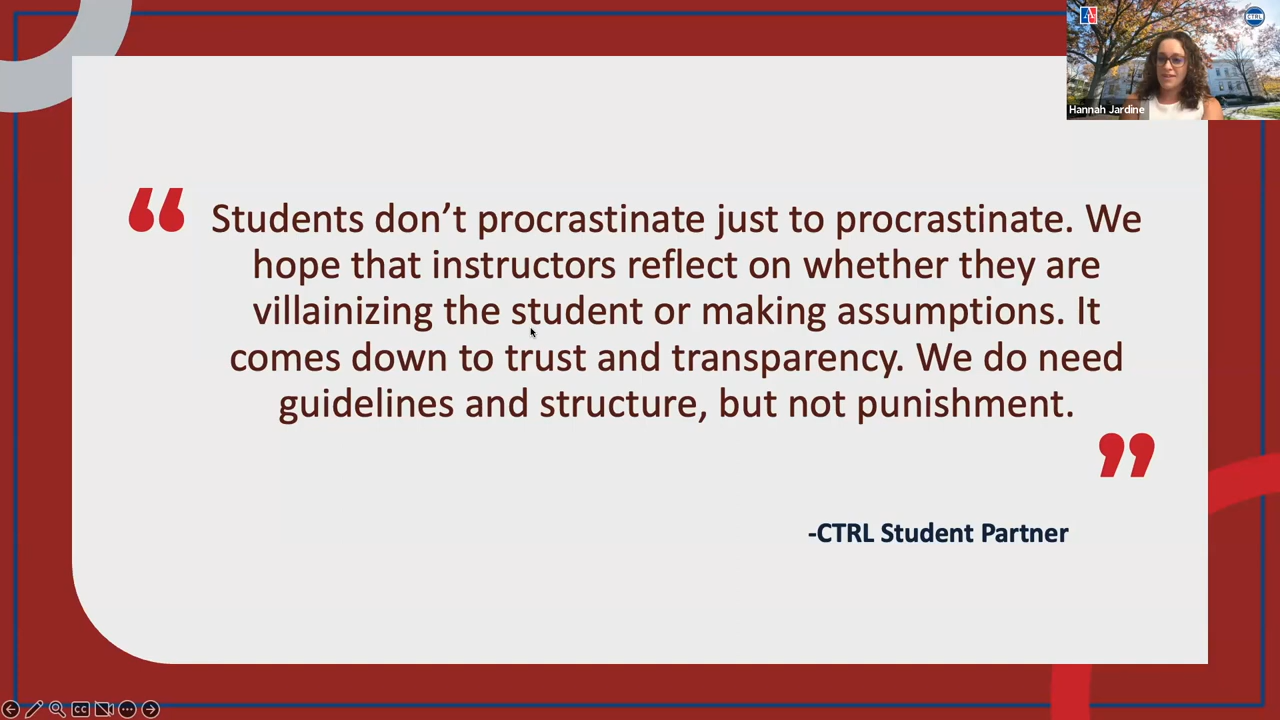 CTRL
Hannah Jardine
“
Students don’t procrastinate just to procrastinate. We
hope that instructors reflect on whether they are
villainizing the student or making assumptions. It
comes down to trust and transparency. We do need
guidelines and structure, but not punishment.
”
-CTRL Student Partner
CC